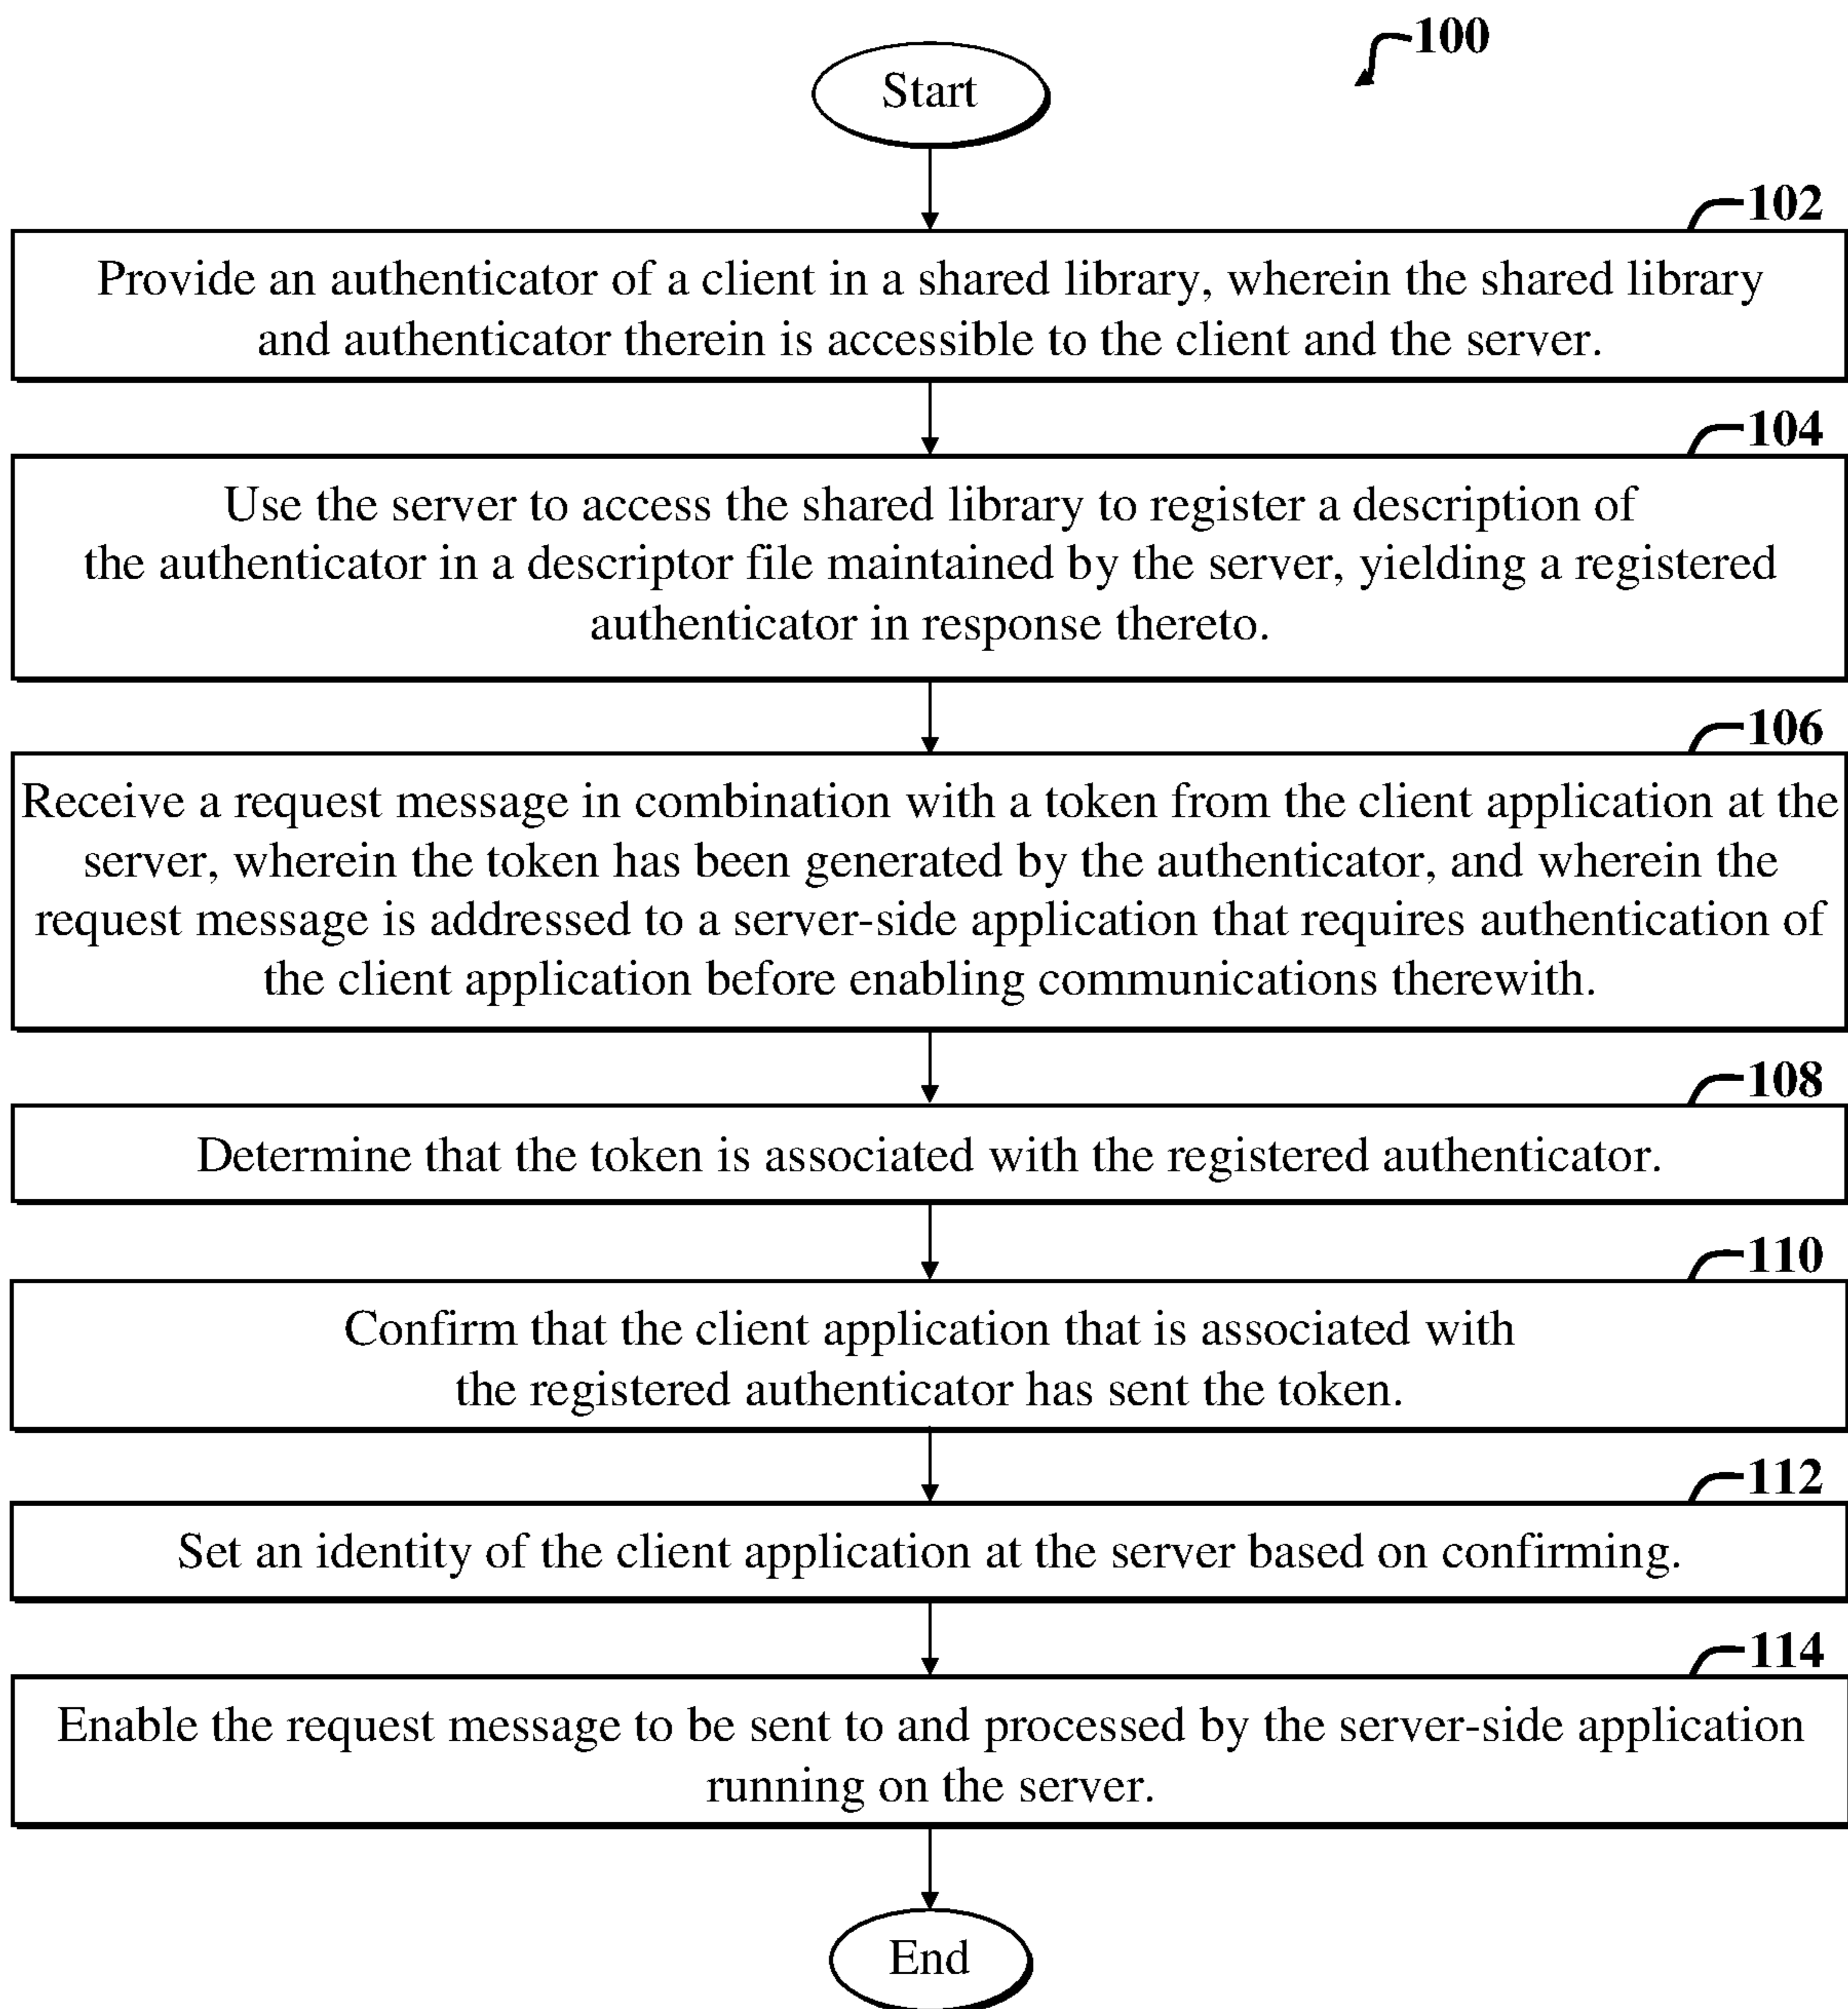 100
Start
102
Provide an authenticator of a client in a shared library, wherein the shared library
and authenticator therein is accessible to the client and the server.
104
Use the server to access the shared library to register a description of
the authenticator in a descriptor file maintained by the server, yielding a registered
authenticator in response thereto.
106
Receive a request message in combination with a token from the client application at the
server, wherein the token has been generated by the authenticator, and wherein the
request message is addressed to a server-side application that requires authentication of
the client application before enabling communications therewith.
108
Determine that the token is associated with the registered authenticator.
110
Confirm that the client application that is associated with
the registered authenticator has sent the token.
112
Set an identity of the client application at the server based on confirming.
114
Enable the request message to be sent to and processed by the server-side application
running on the server.
End